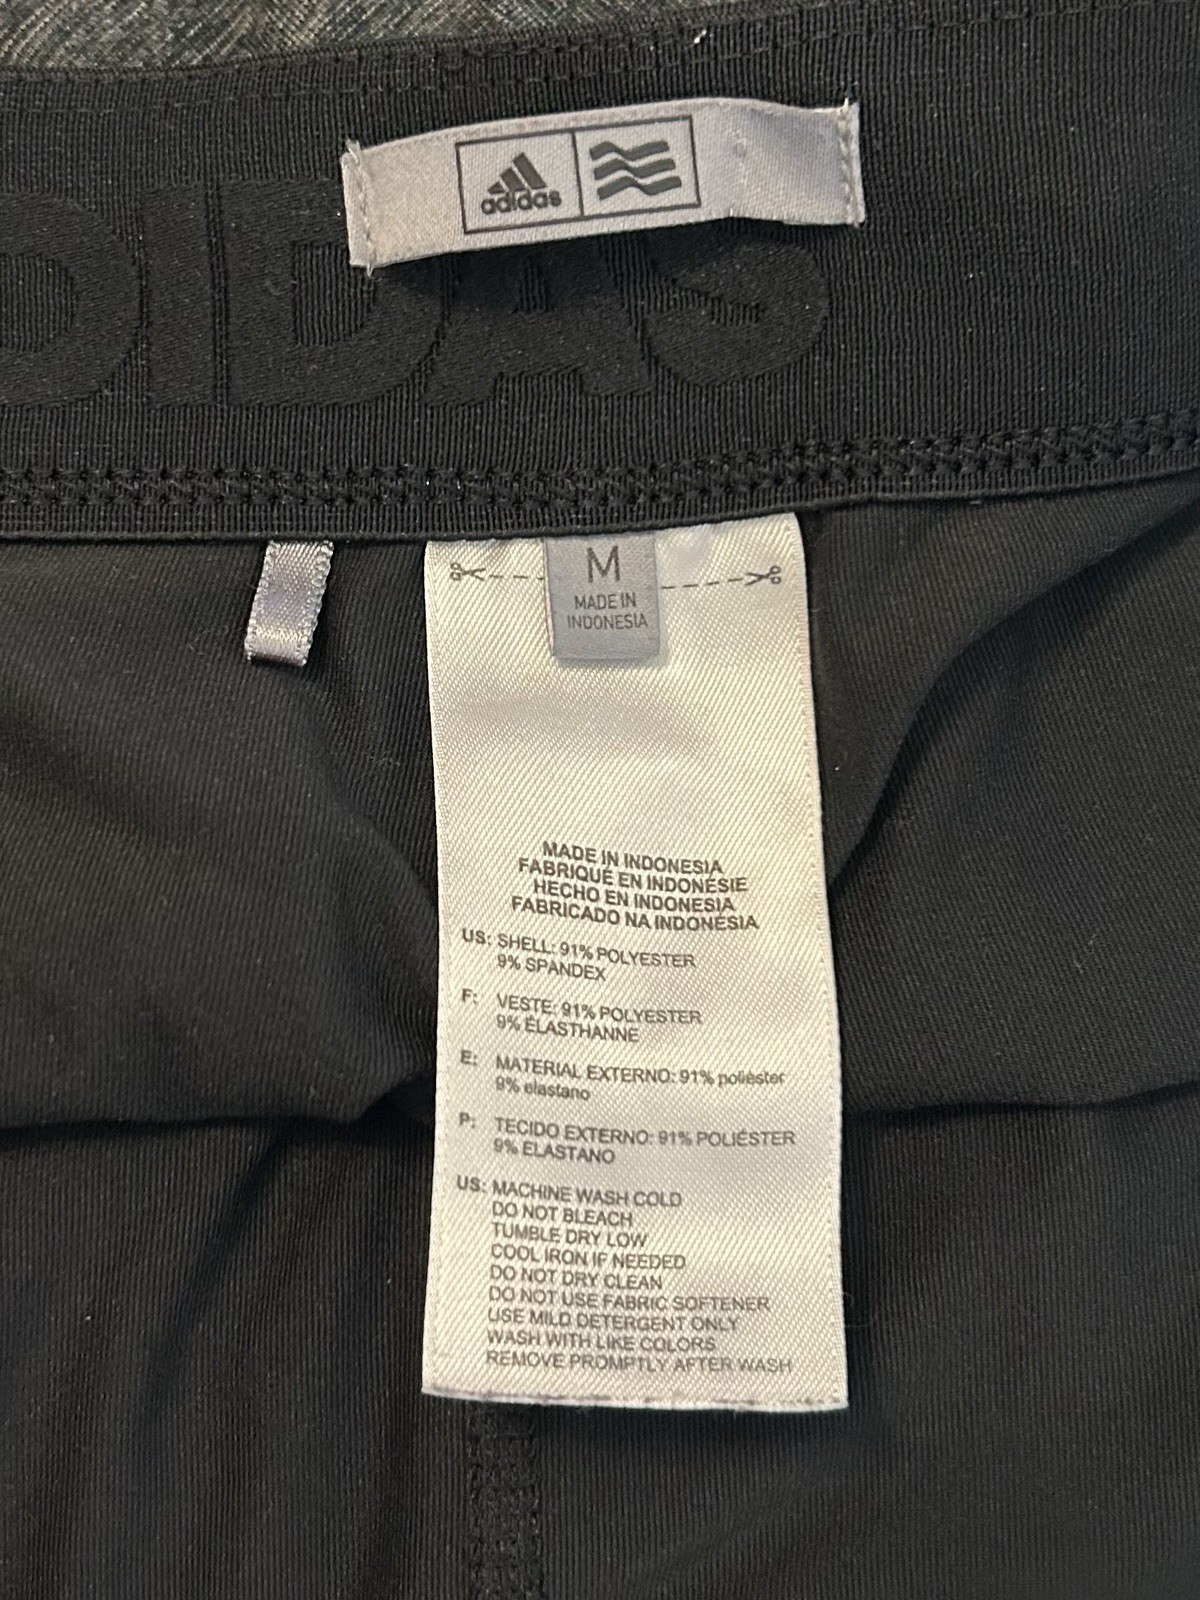 adidas
DIDAS
M
MADE IN
INDONESIA
MADE IN INDONESIA
FABRIQUÉ EN INDONÉSIE
HECHO EN INDONESIA
FABRICADO NA INDONÉSIA
US: SHELL: 91% POLYESTER
9% SPANDEX
F: VESTE: 91% POLYESTER
9% ÉLASTHANNE
E: MATERIAL EXTERNO: 91% poliéster
9% elastano
P: TECIDO EXTERNO: 91% POLIÉSTER
9% ELASTANO
US: MACHINE WASH COLD
DO NOT BLEACH
TUMBLE DRY LOW
COOL IRON IF NEEDED
DO NOT DRY CLEAN
DO NOT USE FABRIC SOFTENER
USE MILD DETERGENT ONLY
WASH WITH LIKE COLORS
REMOVE PROMPTLY AFTER WASH